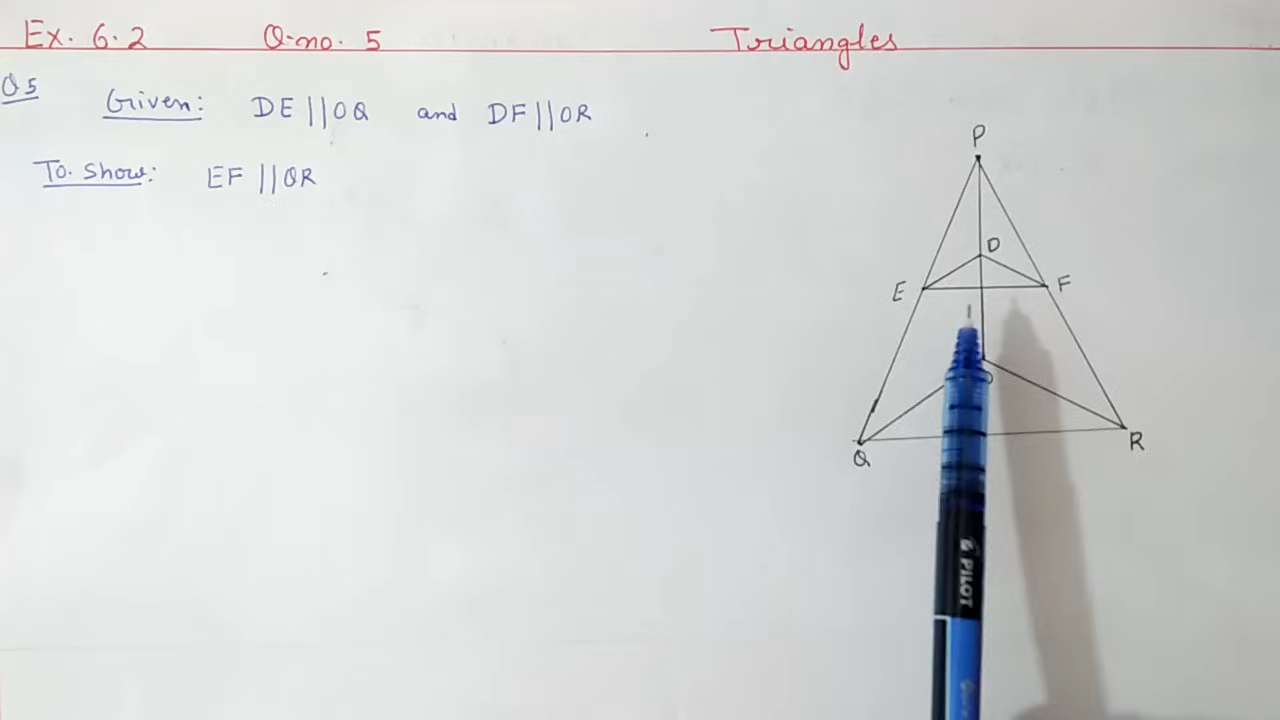 Ex. 6.2 Q.no. 5 Triangles
Q5 Given: DE || OQ and DF || OR
To Show: EF || QR
P
D
E F
Q R
PILOT